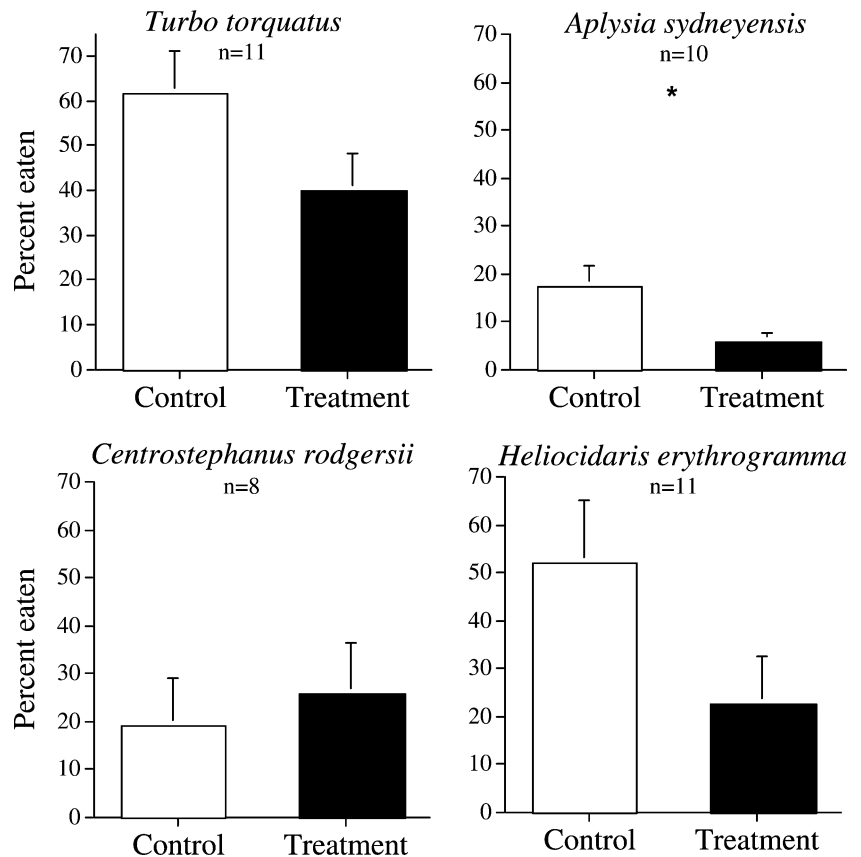 Turbo torquatus
n=11
Percent eaten
70
60
50
40
30
20
10
0
Control Treatment
Aplysia sydneyensis
n=10
*
70
60
50
40
30
20
10
0
Control Treatment
Centrostephanus rodgersii
n=8
Percent eaten
70
60
50
40
30
20
10
0
Control Treatment
Heliocidaris erythrogramma
n=11
70
60
50
40
30
20
10
0
Control Treatment